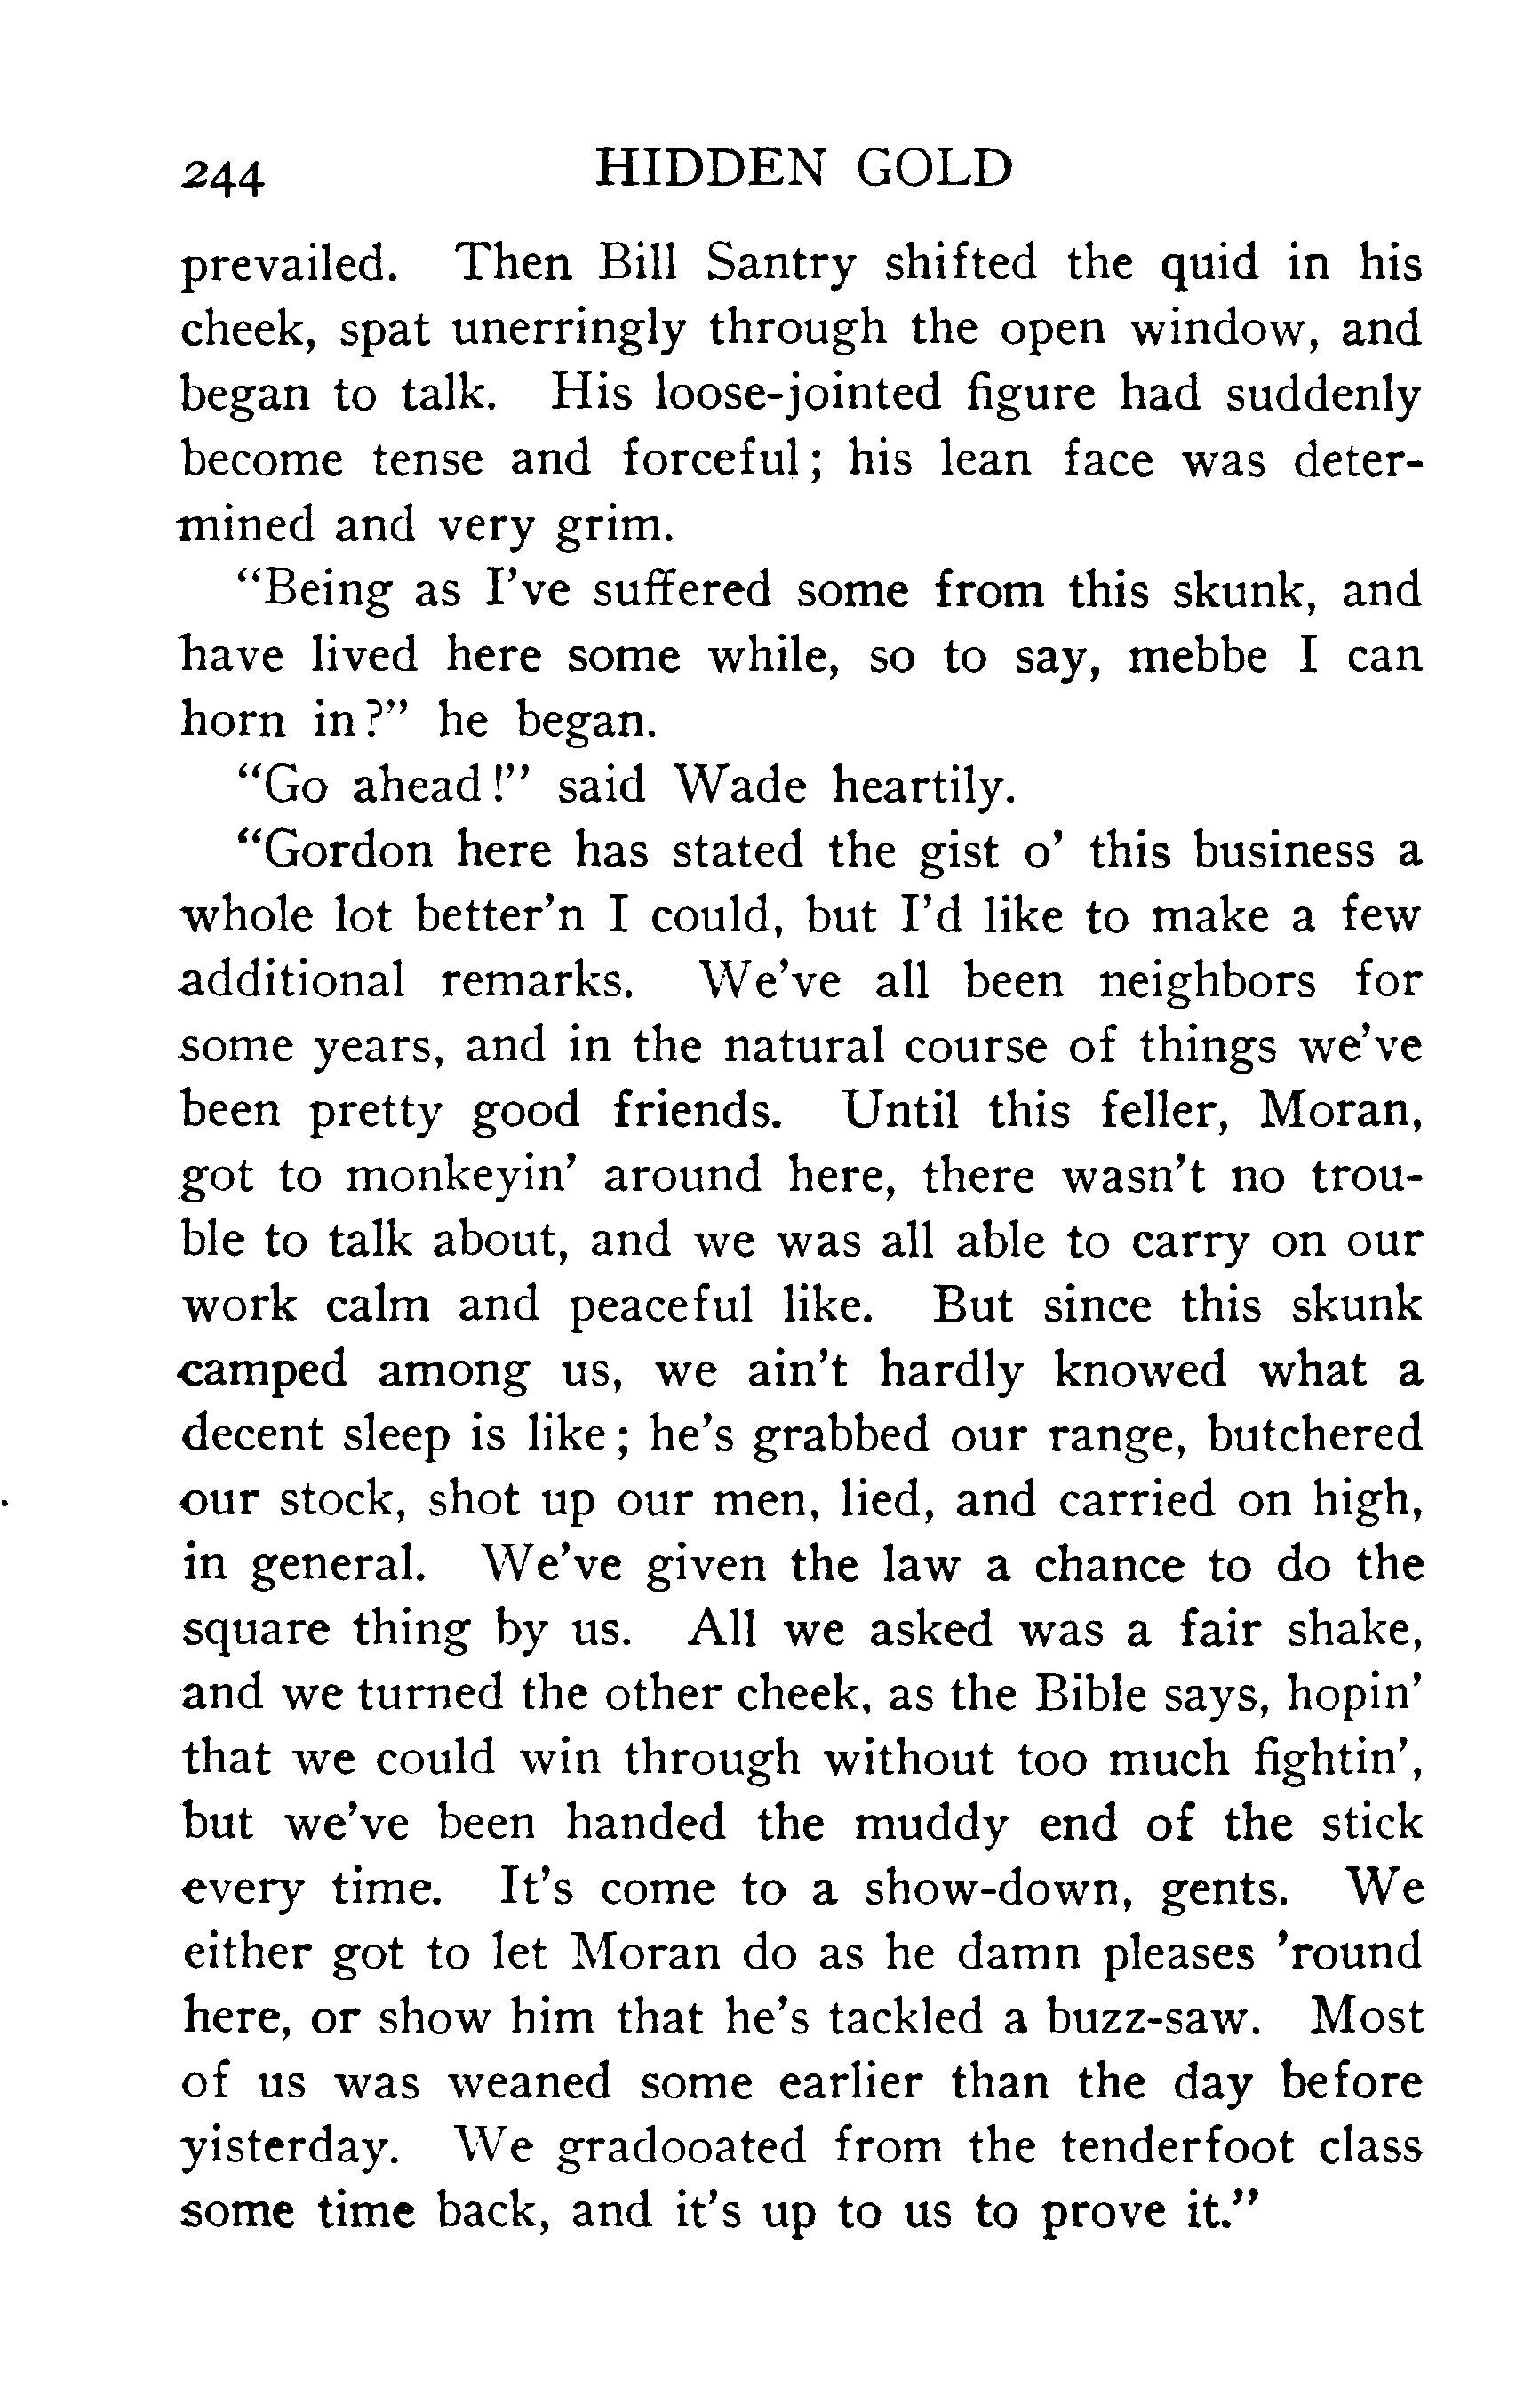 244 HIDDEN GOLD
prevailed. Then Bill Santry shifted the quid in his
cheek, spat unerringly through the open window, and
began to talk. His loose-jointed figure had suddenly
become tense and forceful; his lean face was deter-
mined and very grim.
“Being as I’ve suffered some from this skunk, and
have lived here some while, so to say, mebbe I can
horn in?” he began.
“Go ahead!” said Wade heartily.
“Gordon here has stated the gist o’ this business a
whole lot better’n I could, but I’d like to make a few
additional remarks. We’ve all been neighbors for
some years, and in the natural course of things we’ve
been pretty good friends. Until this feller, Moran,
got to monkeyin’ around here, there wasn’t no trou-
ble to talk about, and we was all able to carry on our
work calm and peaceful like. But since this skunk
camped among us, we ain’t hardly knowed what a
decent sleep is like; he’s grabbed our range, butchered
our stock, shot up our men, lied, and carried on high,
in general. We’ve given the law a chance to do the
square thing by us. All we asked was a fair shake,
and we turned the other cheek, as the Bible says, hopin’
that we could win through without too much fightin’,
but we’ve been handed the muddy end of the stick
every time. It’s come to a show-down, gents. We
either got to let Moran do as he damn pleases ’round
here, or show him that he’s tackled a buzz-saw. Most
of us was weaned some earlier than the day before
yisterday. We gradooated from the tenderfoot class
some time back, and it’s up to us to prove it.”